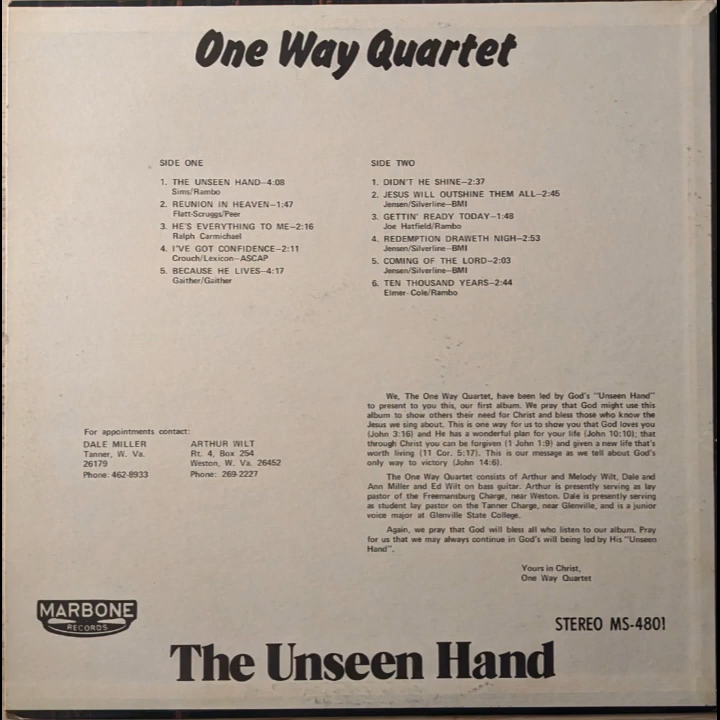 One Way Quartet
SIDE ONE
1. THE UNSEEN HAND—4:08
Sims/Rambo
2. REUNION IN HEAVEN—1:47
Flatt-Scruggs/Peer
3. HE'S EVERYTHING TO ME—2:16
Ralph Carmichael
4. I'VE GOT CONFIDENCE—2:11
Crouch/Lexicon—ASCAP
5. BECAUSE HE LIVES—4:17
Gaither/Gaither
SIDE TWO
1. DIDN'T HE SHINE—2:37
2. JESUS WILL OUTSHINE THEM ALL—2:45
Jensen/Silverline—BMI
3. GETTIN' READY TODAY—1:48
Joe Hatfield/Rambo
4. REDEMPTION DRAWETH NIGH—2:53
Jensen/Silverline—BMI
5. COMING OF THE LORD—2:03
Jensen/Silverline—BMI
6. TEN THOUSAND YEARS—2:44
Elmer Cole/Rambo
For appointments contact:
DALE MILLER
Tanner, W. Va.
26179
Phone: 462-8933
ARTHUR WILT
Rt. 4, Box 254
Weston, W. Va. 26452
Phone: 269-2227
We, The One Way Quartet, have been led by God's "Unseen Hand"
to present to you this, our first album. We pray that God might use this
album to show others their need for Christ and bless those who know the
Jesus we sing about. This is one way for us to show you that God loves you
(John 3:16) and He has a wonderful plan for your life (John 10:10); that
through Christ you can be forgiven (1 John 1:9) and given a new life that's
worth living (11 Cor. 5:17). This is our message as we tell about God's
only way to victory (John 14:6).
The One Way Quartet consists of Arthur and Melody Wilt, Dale and
Ann Miller and Ed Wilt on bass guitar. Arthur is presently serving as lay
pastor of the Freemansburg Charge, near Weston. Dale is presently serving
as student lay pastor on the Tanner Charge, near Glenville, and is a junior
voice major at Glenville State College.
Again, we pray that God will bless all who listen to our album. Pray
for us that we may always continue in God's will being led by His "Unseen
Hand".
Yours in Christ,
One Way Quartet
MARBONE
RECORDS
STEREO MS-4801
The Unseen Hand